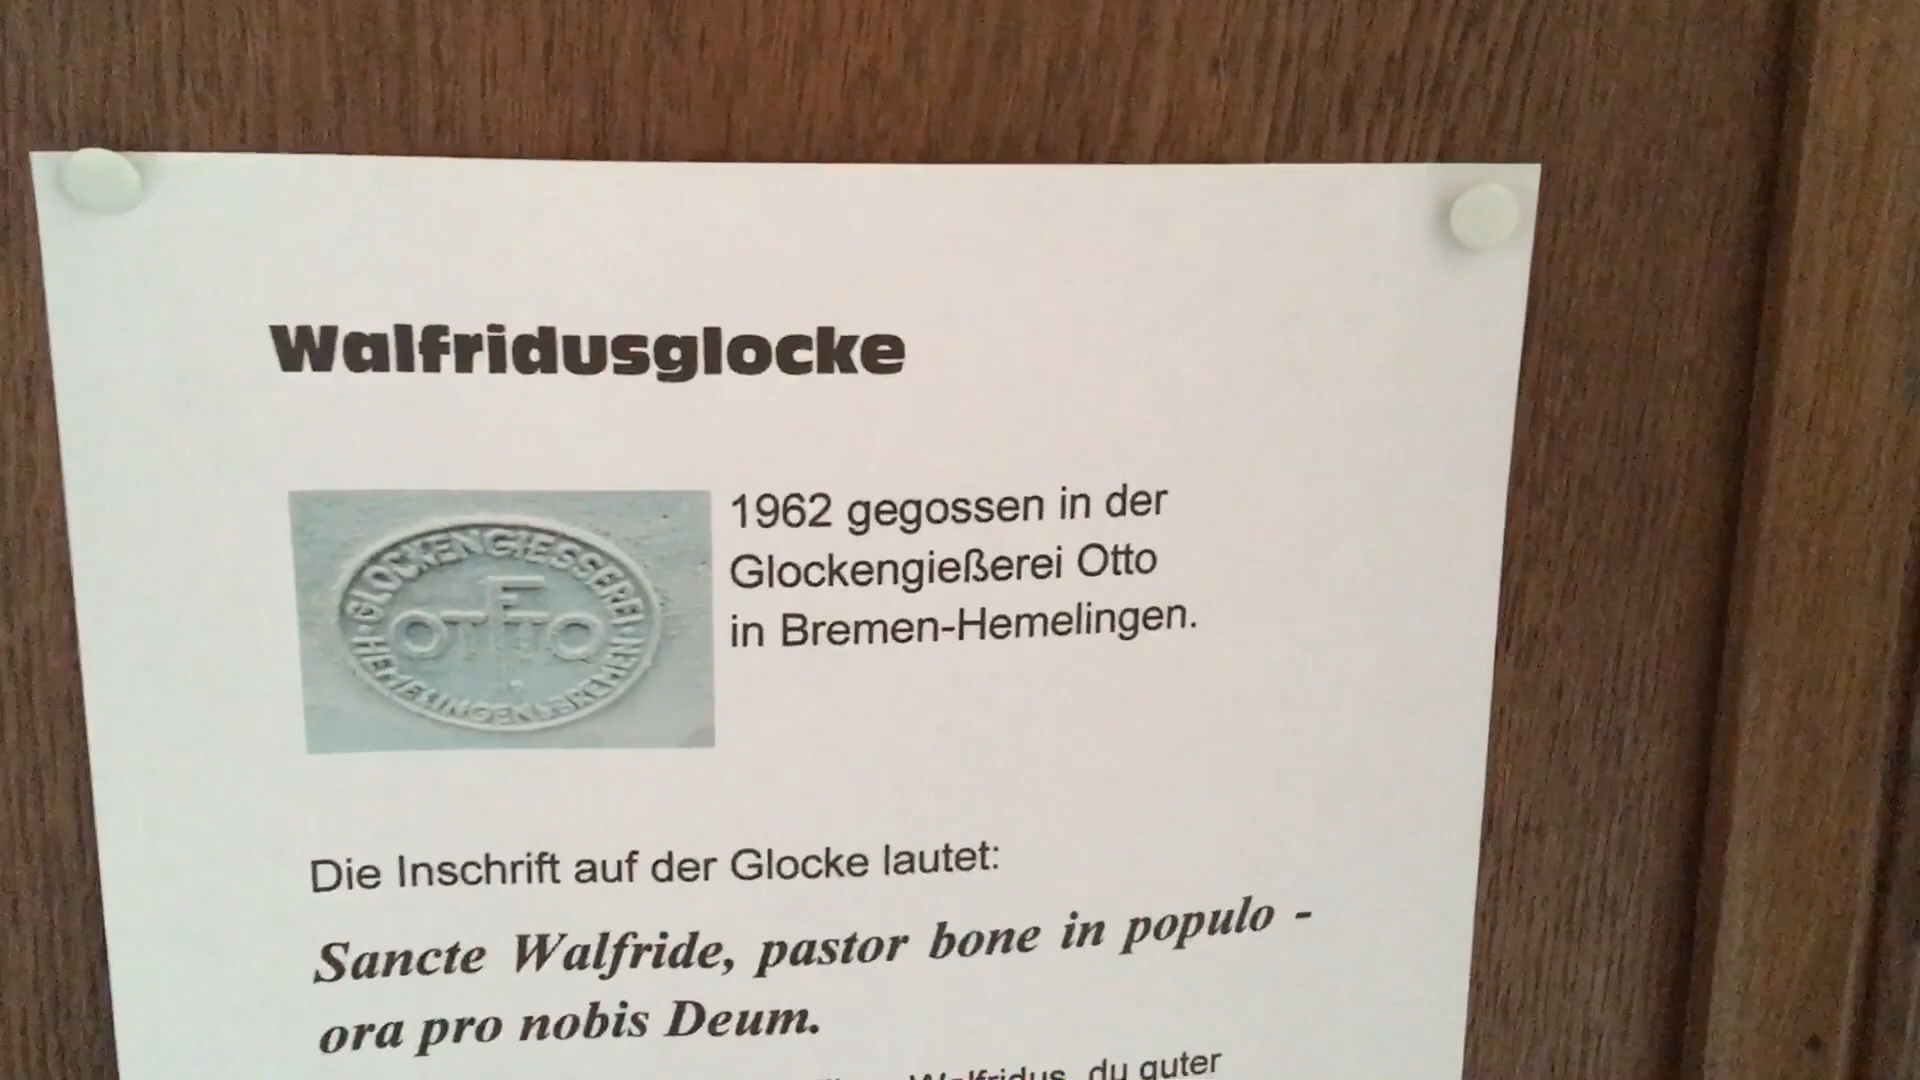 Walfridusglocke
GLOCKENGIESSEREI
F
OTTO
HEMELINGEN
BREMEN
1962 gegossen in der
Glockengießerei Otto
in Bremen-Hemelingen.
Die Inschrift auf der Glocke lautet:
Sancte Walfride, pastor bone in populo -
ora pro nobis Deum.
Walfridus, du guter